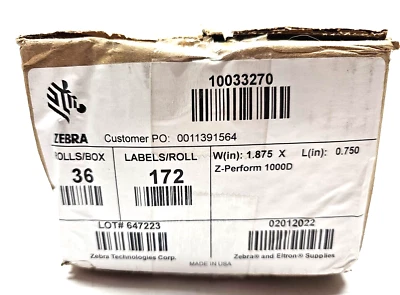 10033270
ZEBRA
Customer PO: 0011391564
ROLLS/BOX
36
LABELS/ROLL
172
W(in): 1.875 X L(in): 0.750
Z-Perform 1000D
LOT# 647223
02012022
Zebra Technologies Corp.
MADE IN USA
Zebra® and Eltron® Supplies